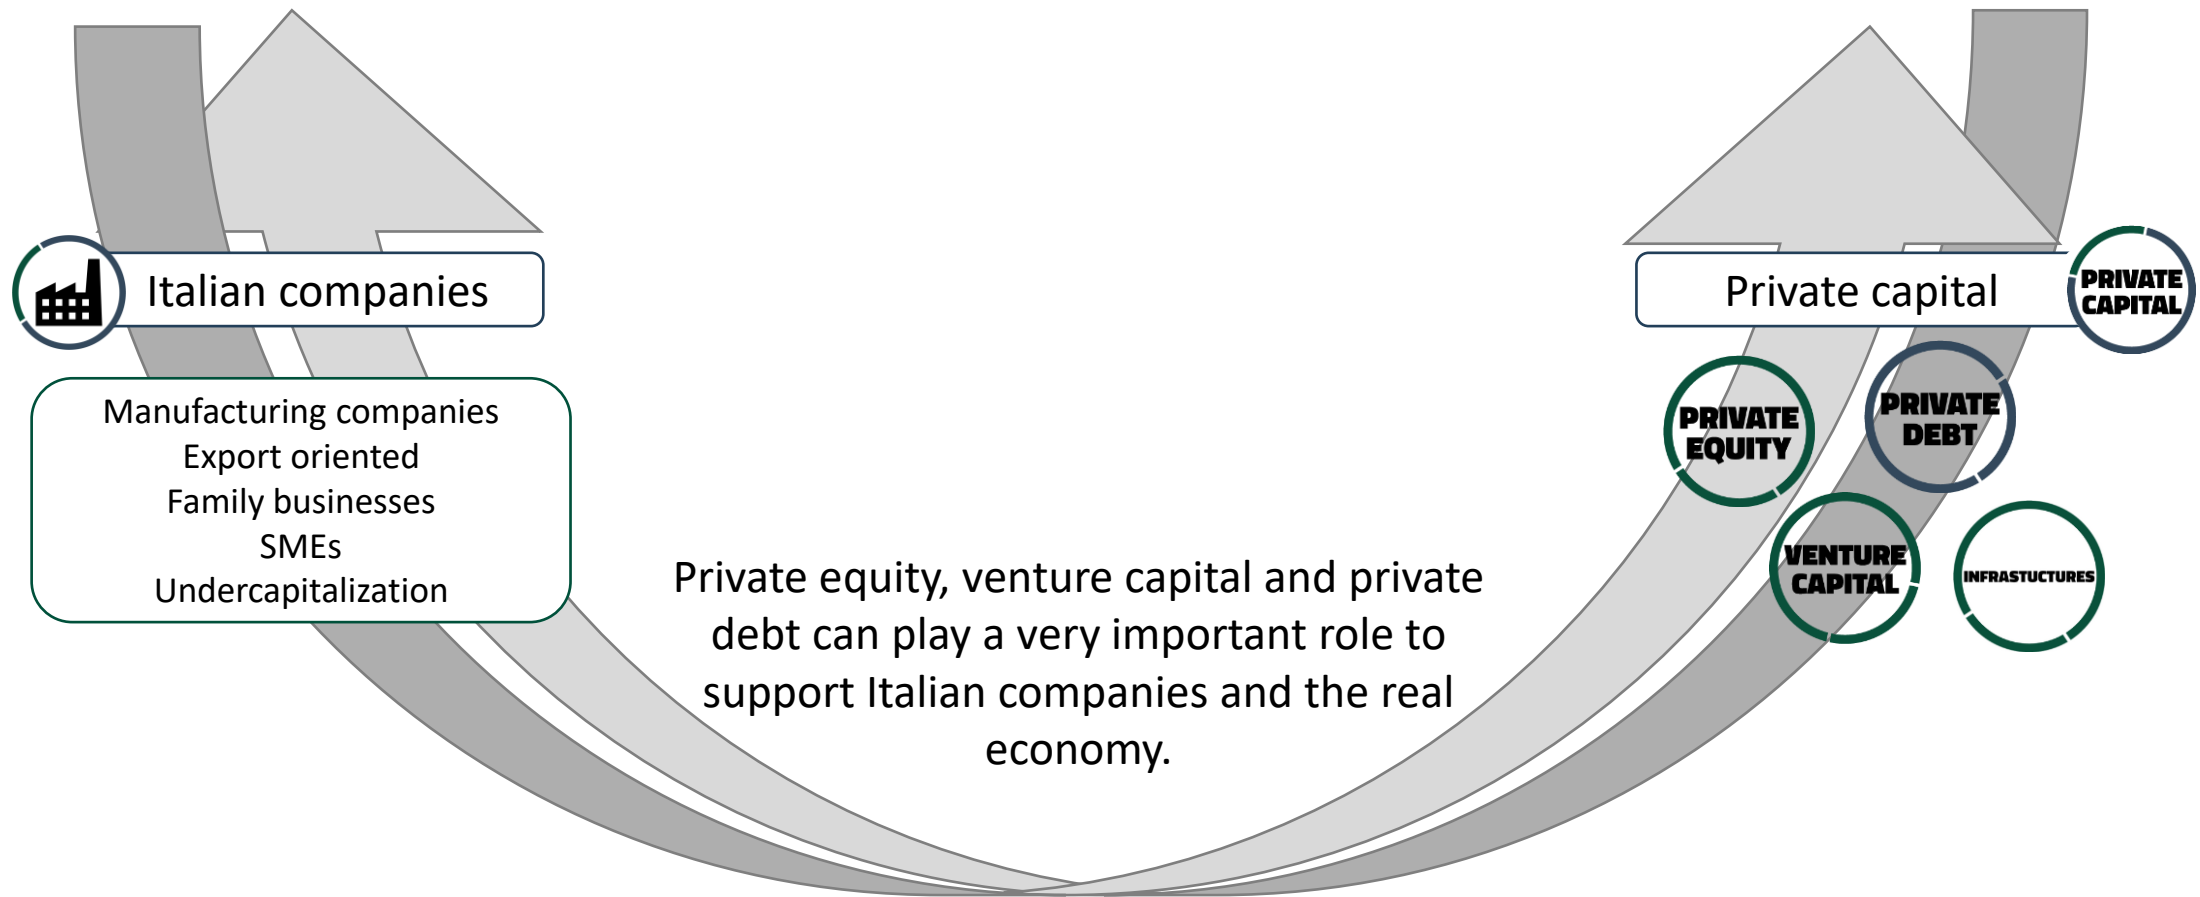 Italian companies
Manufacturing companies
Export oriented
Family businesses
SMEs
Undercapitalization
Private equity, venture capital and private
debt can play a very important role to
support Italian companies and the real
economy.
Private capital
PRIVATE
CAPITAL
PRIVATE
EQUITY
PRIVATE
DEBT
VENTURE
CAPITAL
INFRASTUCTURES